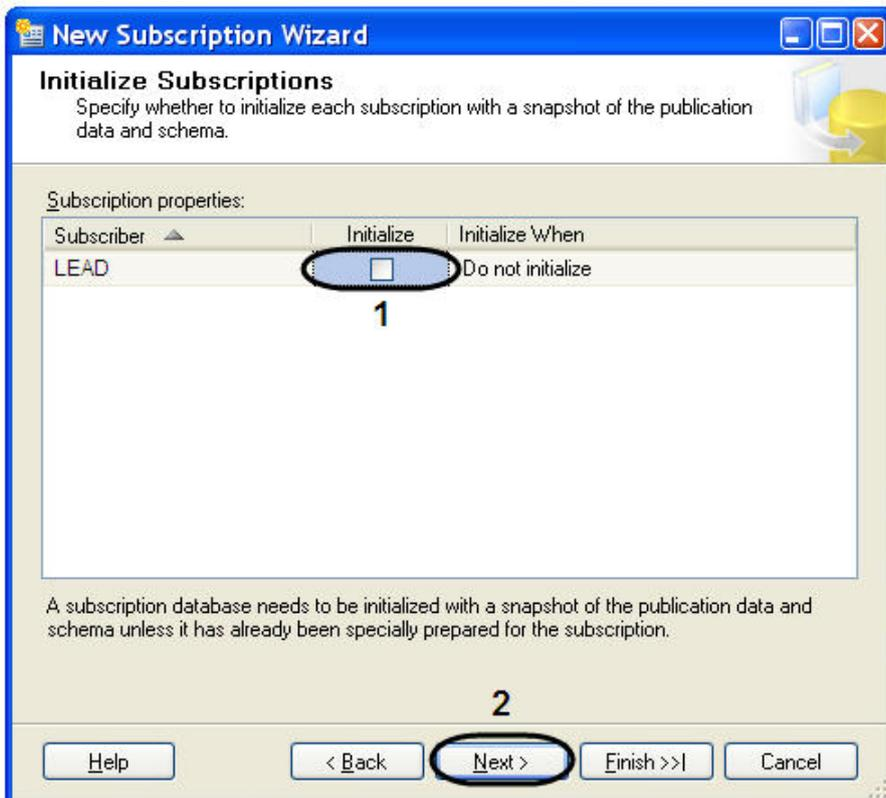 New Subscription Wizard
Initialize Subscriptions
Specify whether to initialize each subscription with a snapshot of the publication
data and schema.
Subscription properties:
Subscriber Initialize Initialize When
LEAD Do not initialize
1
A subscription database needs to be initialized with a snapshot of the publication data and
schema unless it has already been specially prepared for the subscription.
2
Help < Back Next > Finish >>| Cancel